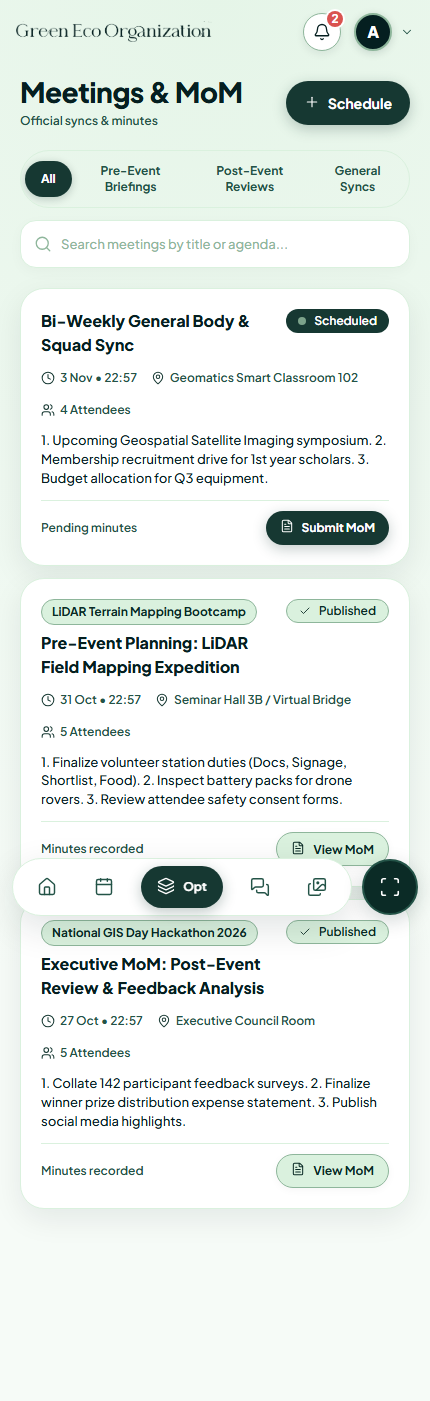 Green Eco Organization
2
A
Meetings & MoM
Official syncs & minutes
+ Schedule
All
Pre-Event
Briefings
Post-Event
Reviews
General
Syncs
Search meetings by title or agenda...
Bi-Weekly General Body &
Squad Sync
Scheduled
3 Nov • 22:57
Geomatics Smart Classroom 102
4 Attendees
1. Upcoming Geospatial Satellite Imaging symposium. 2.
Membership recruitment drive for 1st year scholars. 3.
Budget allocation for Q3 equipment.
Pending minutes
Submit MoM
LiDAR Terrain Mapping Bootcamp
Published
Pre-Event Planning: LiDAR
Field Mapping Expedition
31 Oct • 22:57
Seminar Hall 3B / Virtual Bridge
5 Attendees
1. Finalize volunteer station duties (Docs, Signage,
Shortlist, Food). 2. Inspect battery packs for drone
rovers. 3. Review attendee safety consent forms.
Minutes recorded
View MoM
Opt
National GIS Day Hackathon 2026
Published
Executive MoM: Post-Event
Review & Feedback Analysis
27 Oct • 22:57
Executive Council Room
5 Attendees
1. Collate 142 participant feedback surveys. 2. Finalize
winner prize distribution expense statement. 3. Publish
social media highlights.
Minutes recorded
View MoM